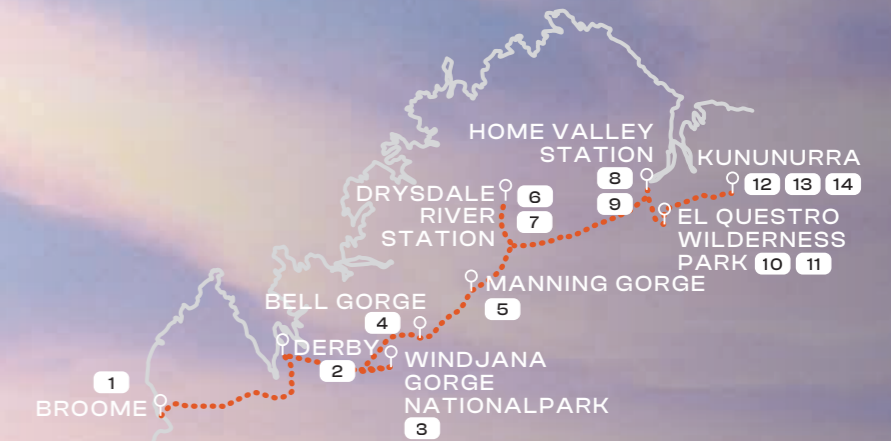 HOME VALLEY
STATION
8
9
KUNUNURRA
12 13 14
DRYSDALE
RIVER
STATION
6
7
EL QUESTRO
WILDERNESS
PARK 10 11
MANNING GORGE
5
BELL GORGE
4
DERBY
2
WINDJANA
GORGE
NATIONALPARK
3
1
BROOME